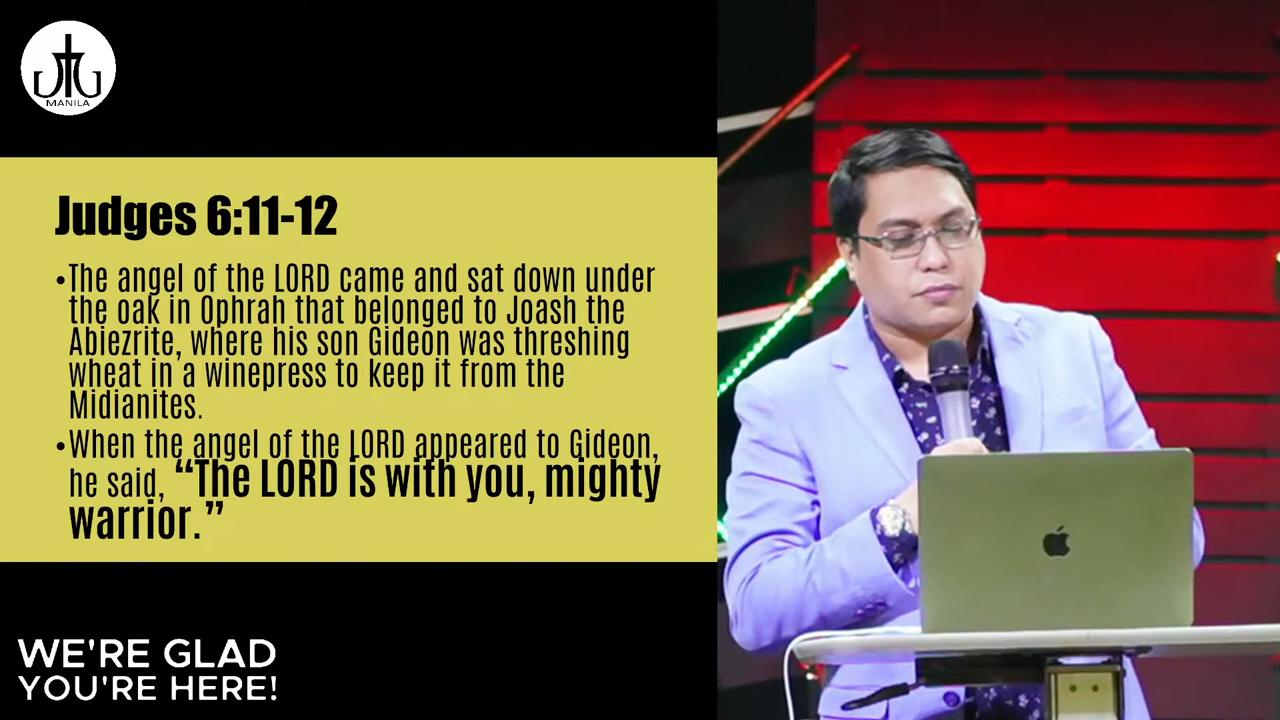 JTG
MANILA
Judges 6:11-12
•The angel of the LORD came and sat down under
the oak in Ophrah that belonged to Joash the
Abiezrite, where his son Gideon was threshing
wheat in a winepress to keep it from the
Midianites.
•When the angel of the LORD appeared to Gideon,
he said, “The LORD is with you, mighty
warrior.”
WE'RE GLAD
YOU'RE HERE!